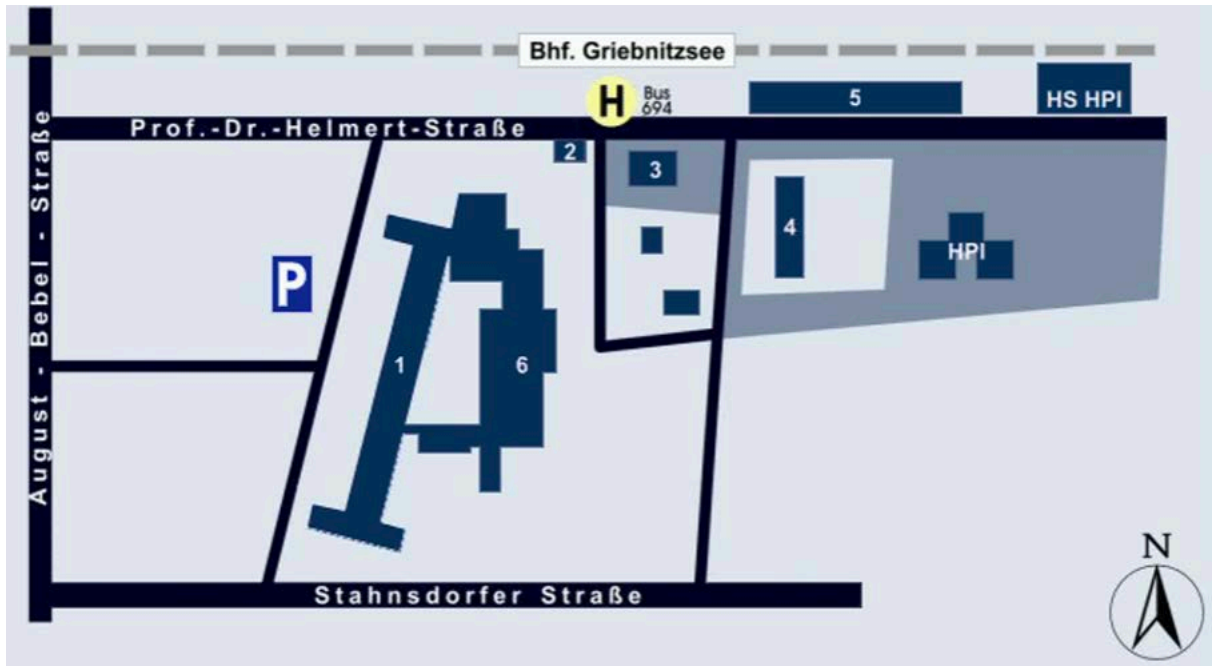 Bhf. Griebnitzsee
H
Bus
694
5
HS HPI
Prof.-Dr.-Helmert-Straße
2
3
4
HPI
P
1
6
August - Bebel - Straße
Stahnsdorfer Straße
N